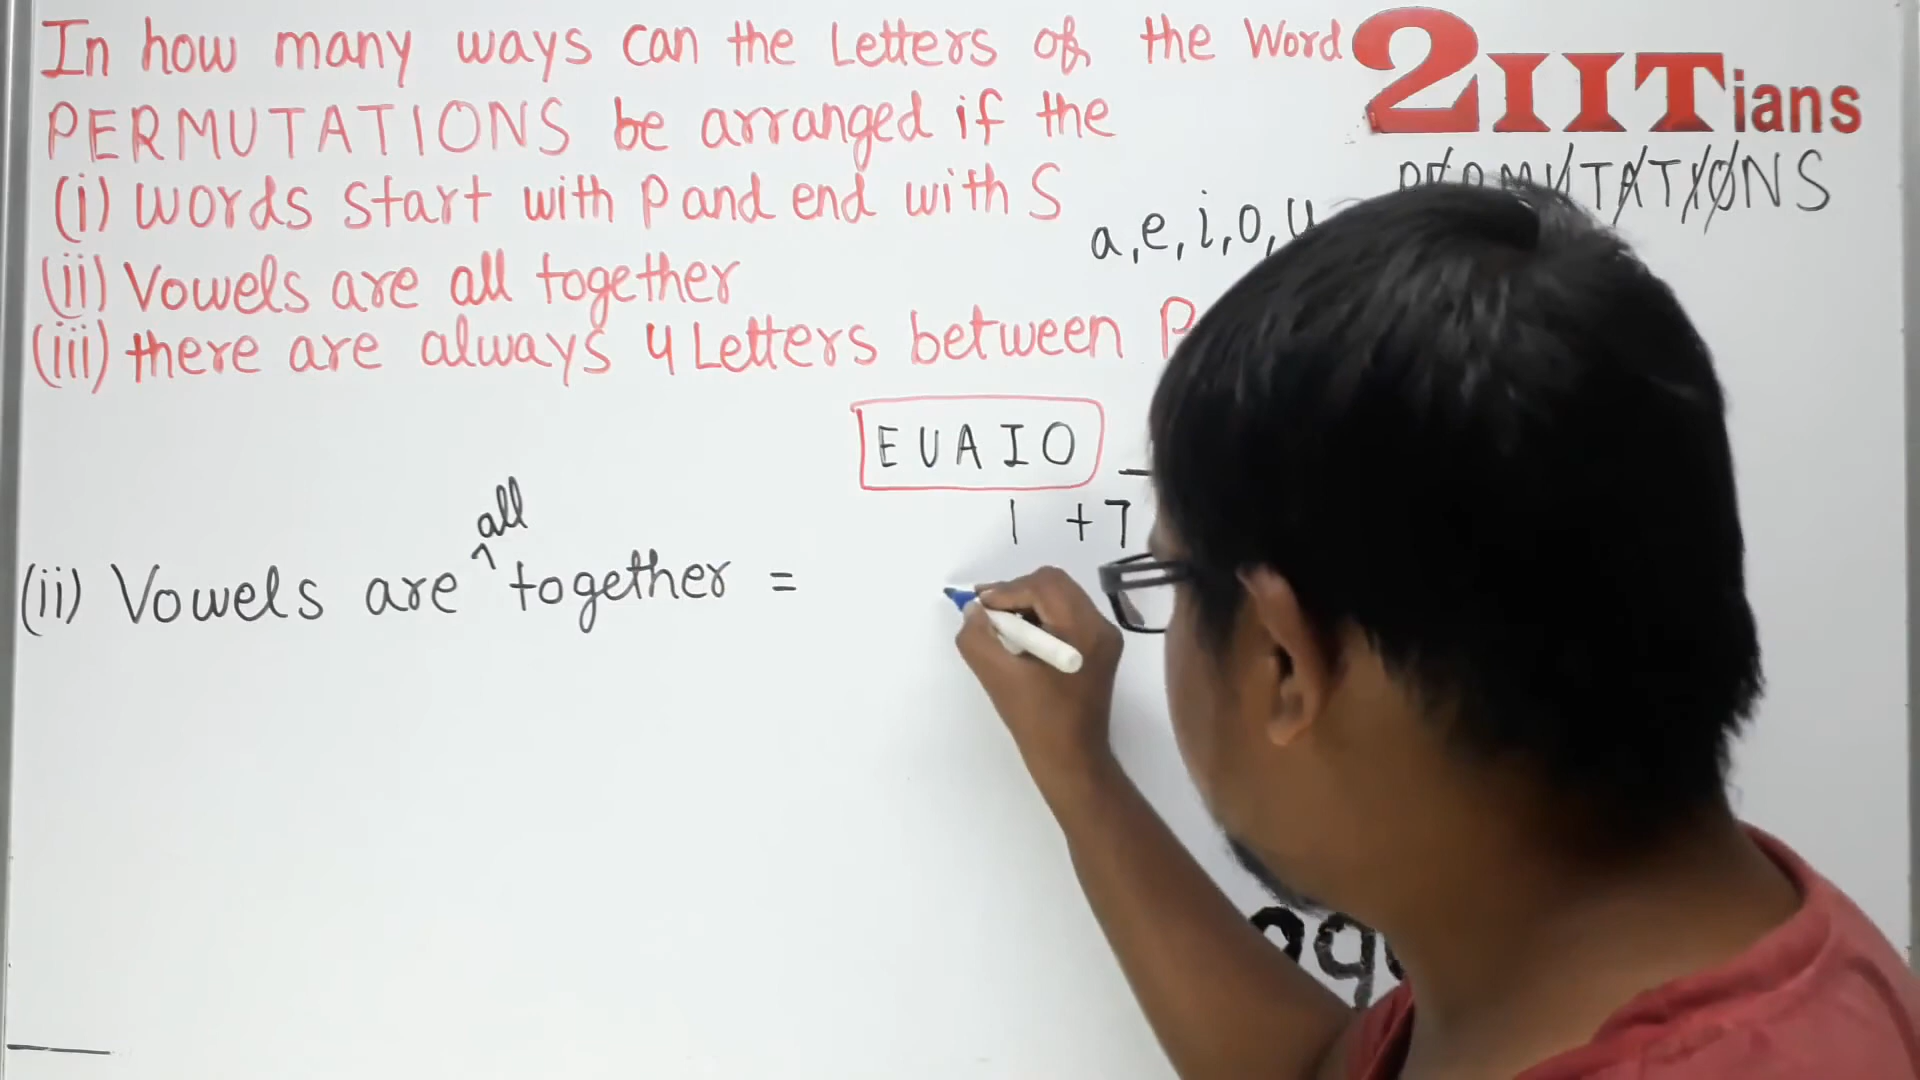 In how many ways can the Letters of the Word
PERMUTATIONS be arranged if the
(i) Words start with P and end with S
(ii) Vowels are all together
(iii) there are always 4 Letters between P
2IITians
TATIONS
a, e, i, o, u
EUAIO
1 + 7
all
(ii) Vowels are ^ together =